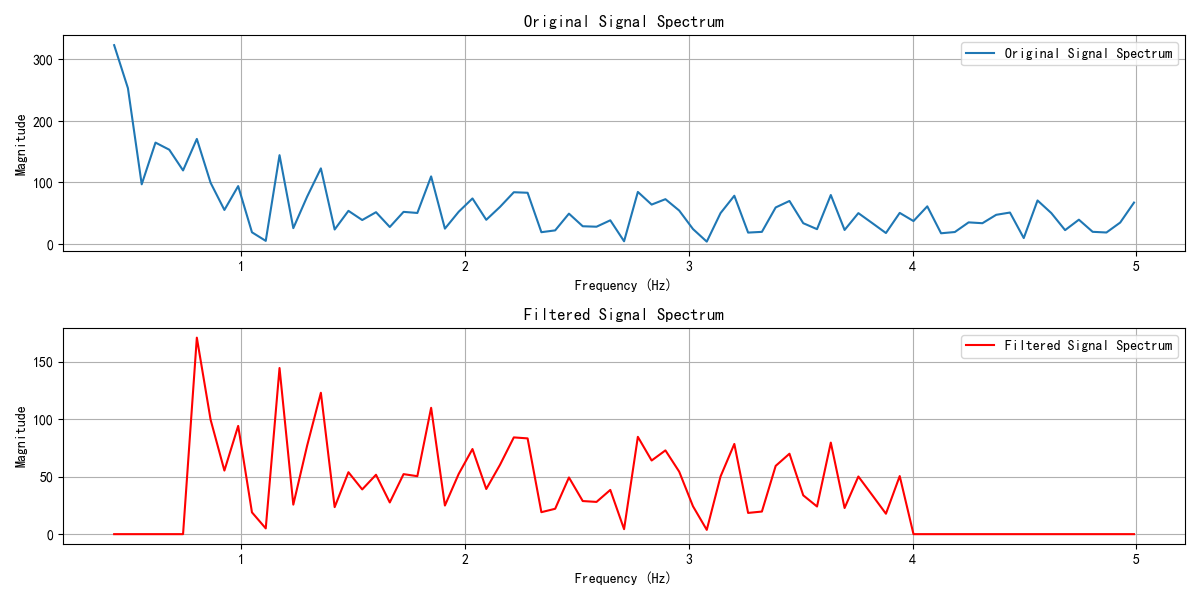 Original Signal Spectrum
Original Signal Spectrum
300
200
100
0
Magnitude
1 2 3 4 5
Frequency (Hz)
Filtered Signal Spectrum
Filtered Signal Spectrum
150
100
50
0
Magnitude
1 2 3 4 5
Frequency (Hz)